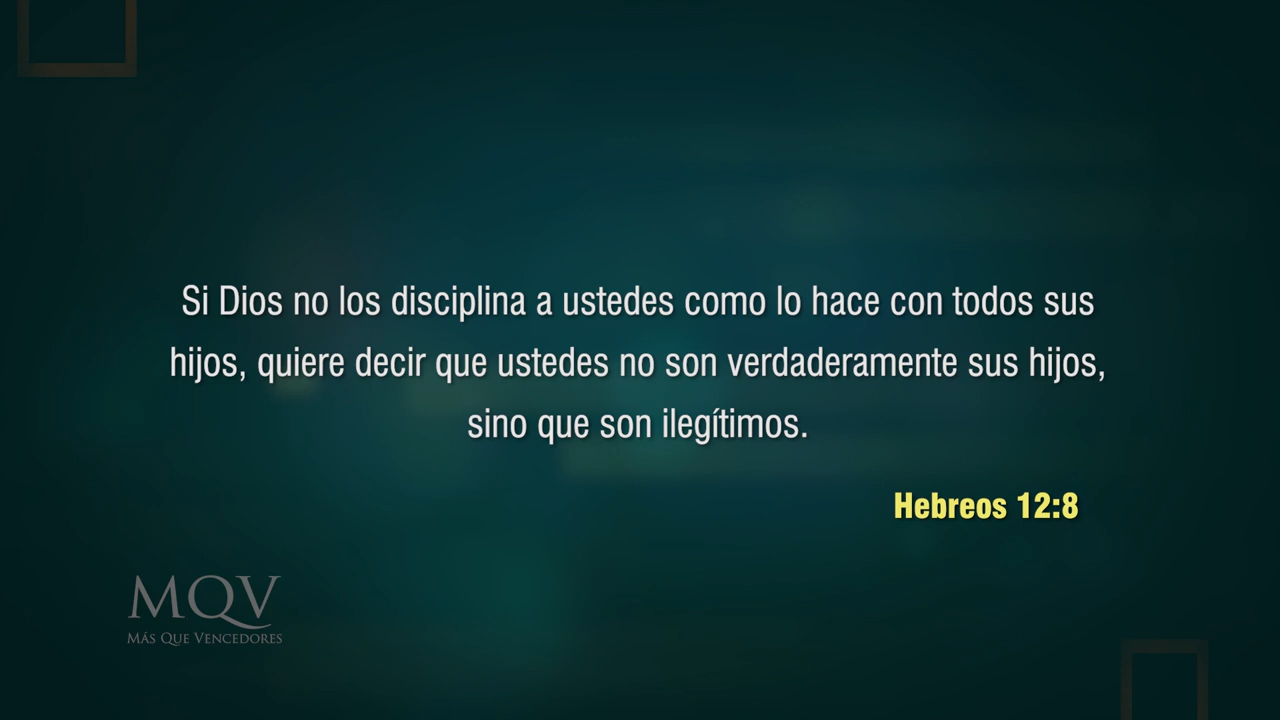 Si Dios no los disciplina a ustedes como lo hace con todos sus
hijos, quiere decir que ustedes no son verdaderamente sus hijos,
sino que son ilegítimos.
Hebreos 12:8
MQV
MÁS QUE VENCEDORES